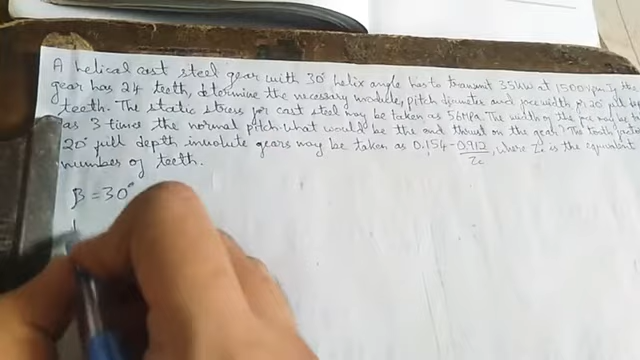 A helical cast steel gear with 30° helix angle has to transmit 35kW at 1500rpm. If the
gear has 24 teeth, determine the necessary module, pitch diameter and face width for 20° full
teeth. The static stress for cast steel may be taken as 56MPa. The width of the face may be
as 3 times the normal pitch. What would be the end thrust on the gear? The tooth factor
20° full depth involute gears may be taken as 0.154 - 0.912/Ze, where Ze is the equivalent
number of teeth.
β = 30°